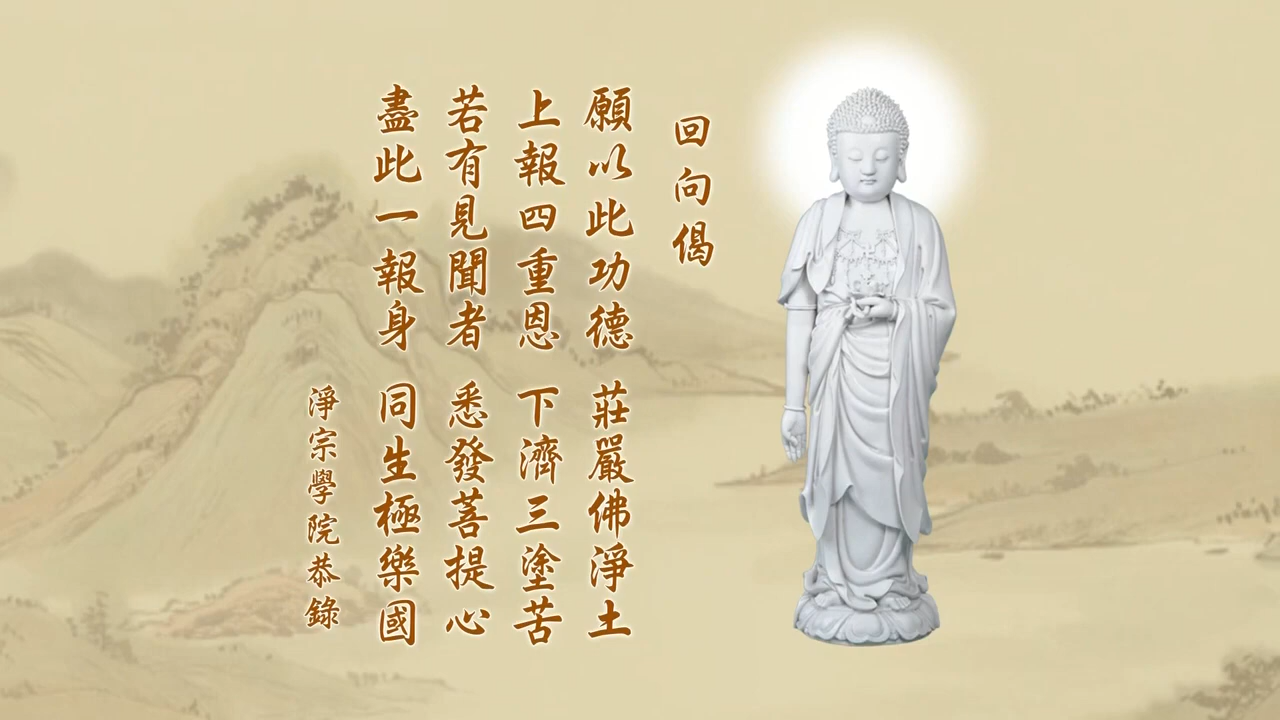 回向偈
願以此功德 莊嚴佛淨土
上報四重恩 下濟三塗苦
若有見聞者 悉發菩提心
盡此一報身 同生極樂國
淨宗學院恭錄